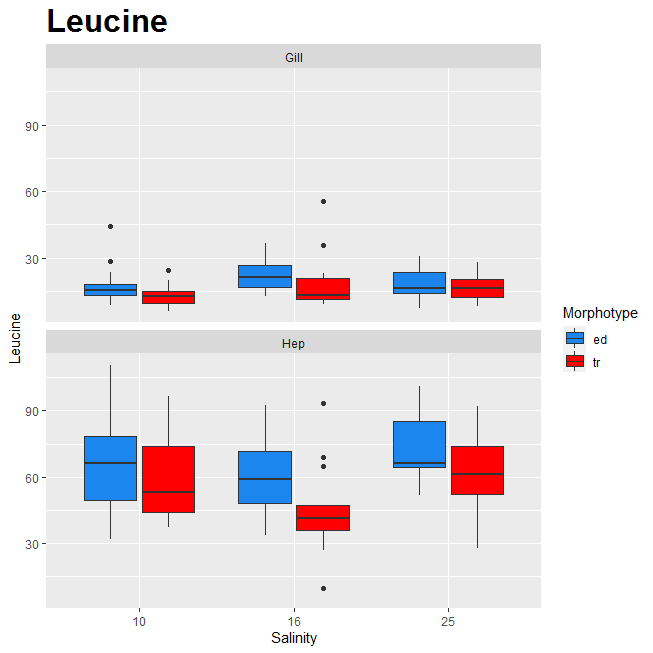 Leucine
Gill
90
60
30
Hep
90
60
30
10
16
25
Salinity
Leucine
Morphotype
ed
tr